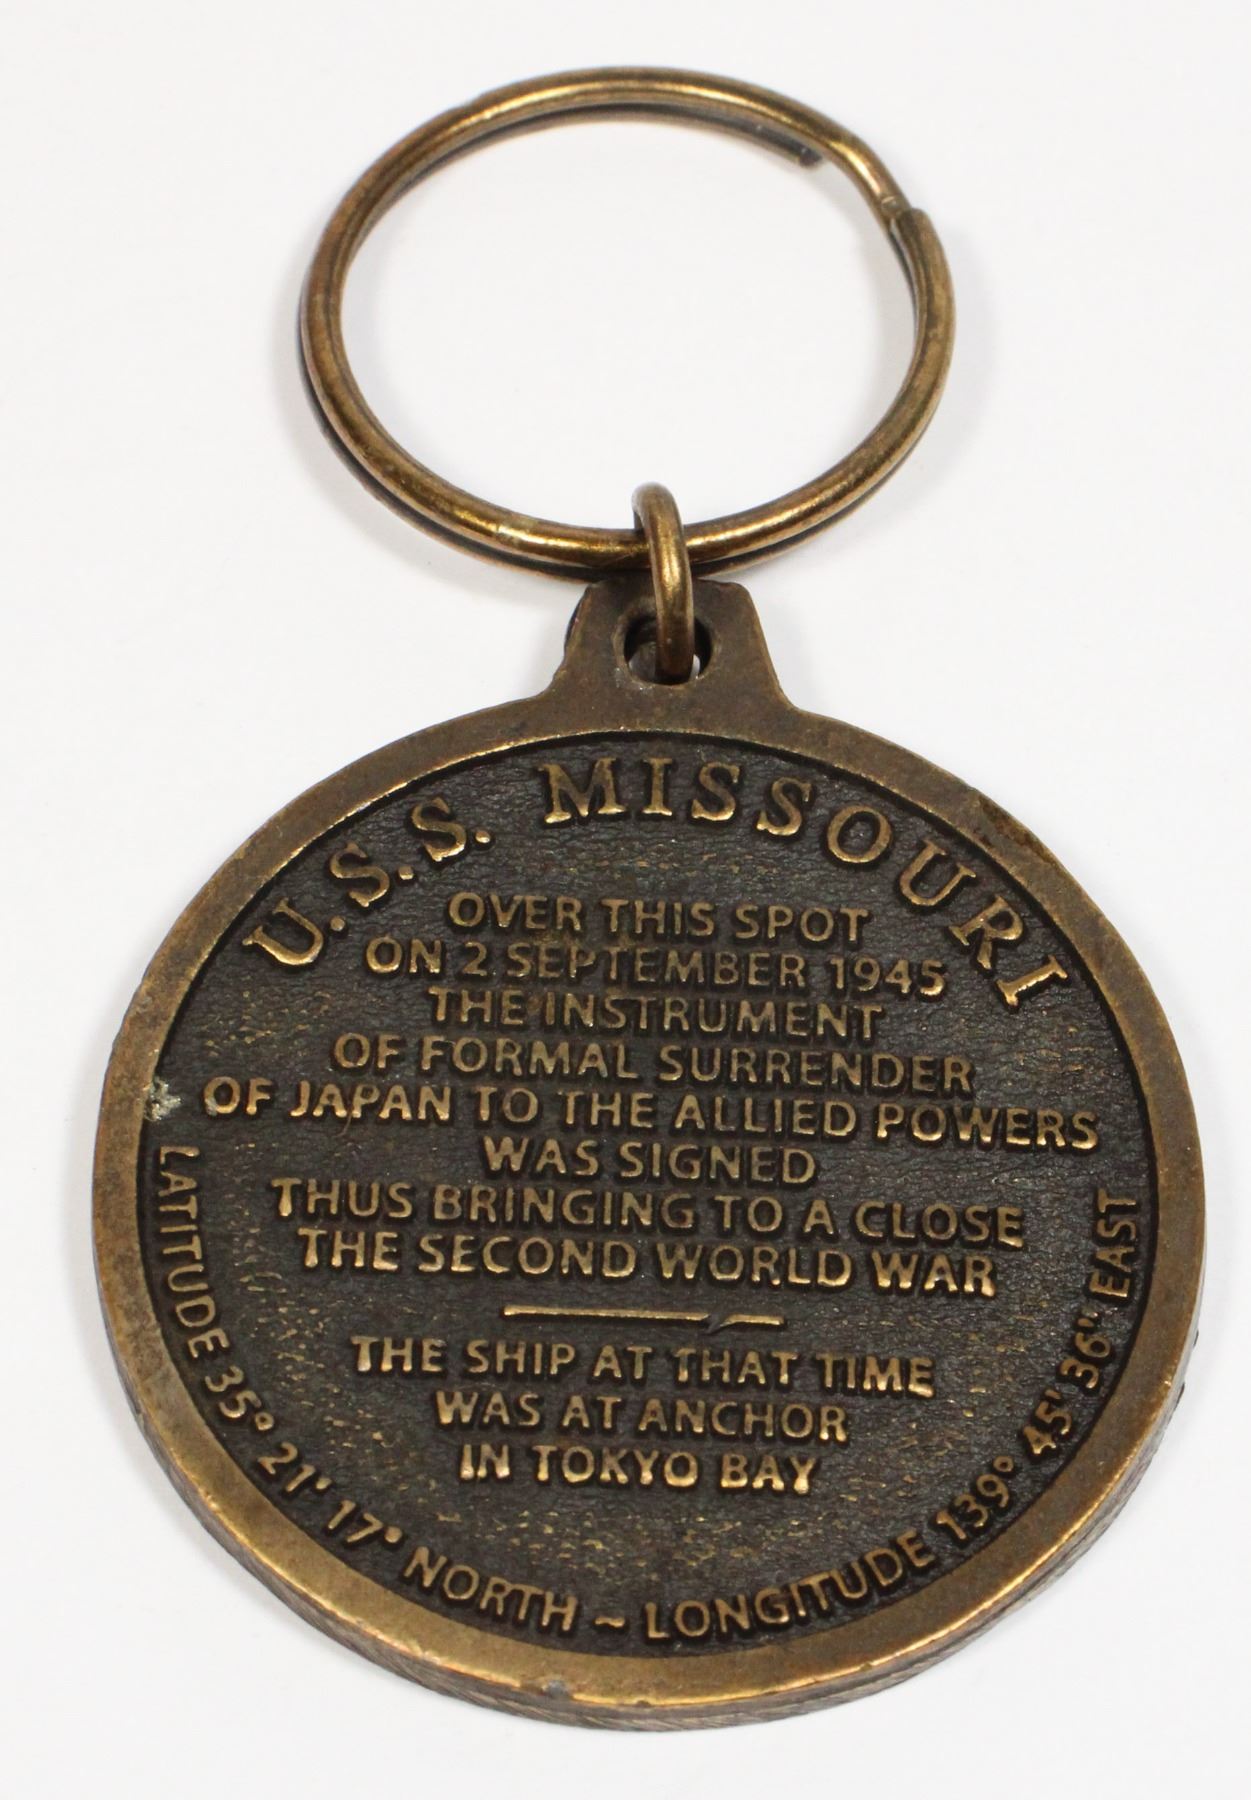 U.S.S. MISSOURI
OVER THIS SPOT
ON 2 SEPTEMBER 1945
THE INSTRUMENT
OF FORMAL SURRENDER
OF JAPAN TO THE ALLIED POWERS
WAS SIGNED
THUS BRINGING TO A CLOSE
THE SECOND WORLD WAR
THE SHIP AT THAT TIME
WAS AT ANCHOR
IN TOKYO BAY
LATITUDE 35° 21' 17° NORTH ~ LONGITUDE 139° 45' 36" EAST